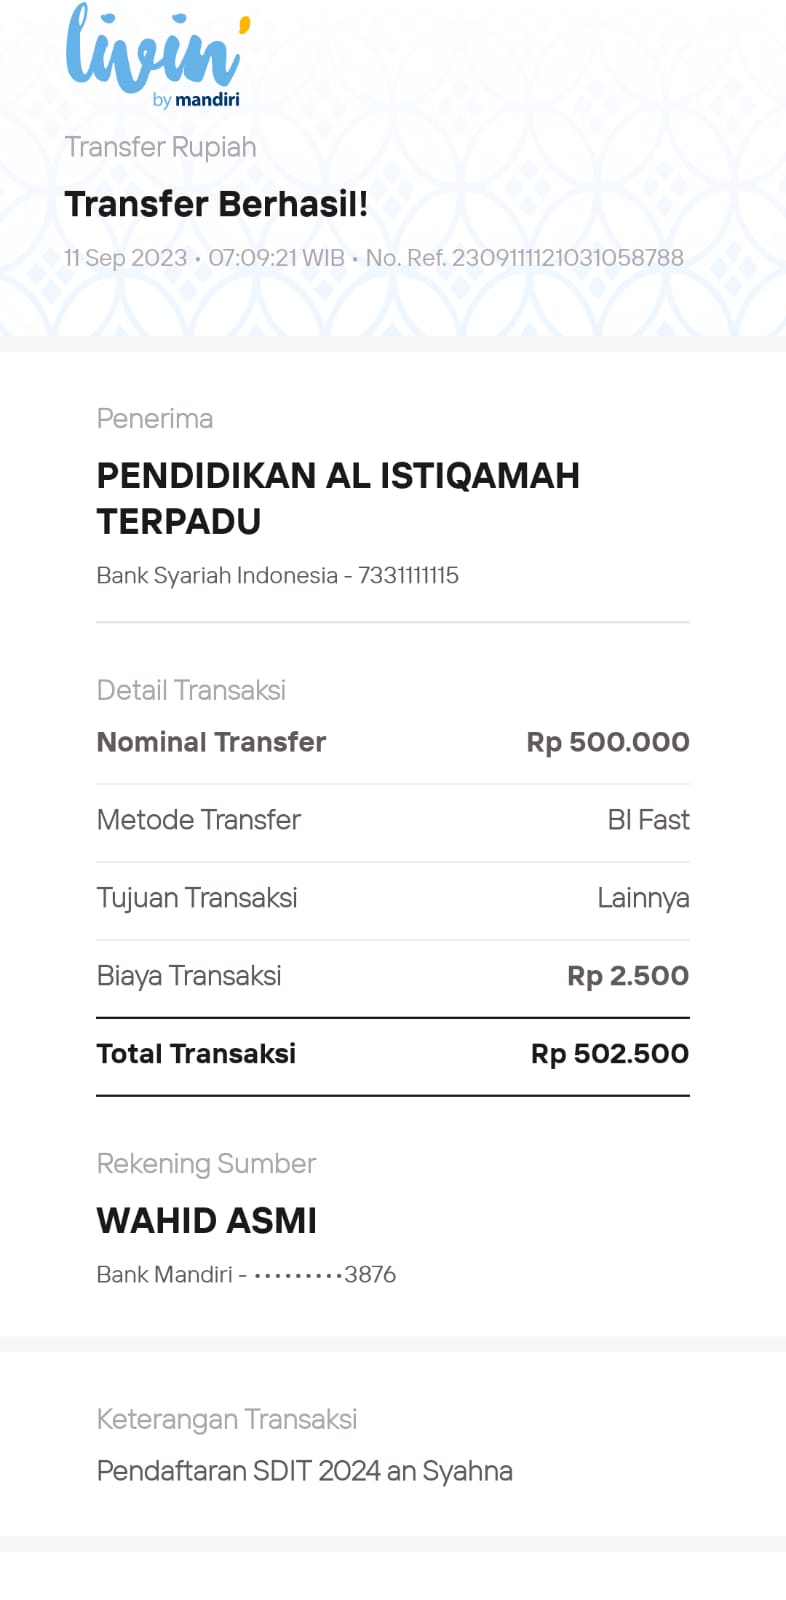 livin'
by mandiri
Transfer Rupiah
Transfer Berhasil!
11 Sep 2023 • 07:09:21 WIB • No. Ref. 2309111121031058788
Penerima
PENDIDIKAN AL ISTIQAMAH
TERPADU
Bank Syariah Indonesia - 7331111115
Detail Transaksi
Nominal Transfer Rp 500.000
Metode Transfer BI Fast
Tujuan Transaksi Lainnya
Biaya Transaksi Rp 2.500
Total Transaksi Rp 502.500
Rekening Sumber
WAHID ASMI
Bank Mandiri - •••••••••3876
Keterangan Transaksi
Pendaftaran SDIT 2024 an Syahna